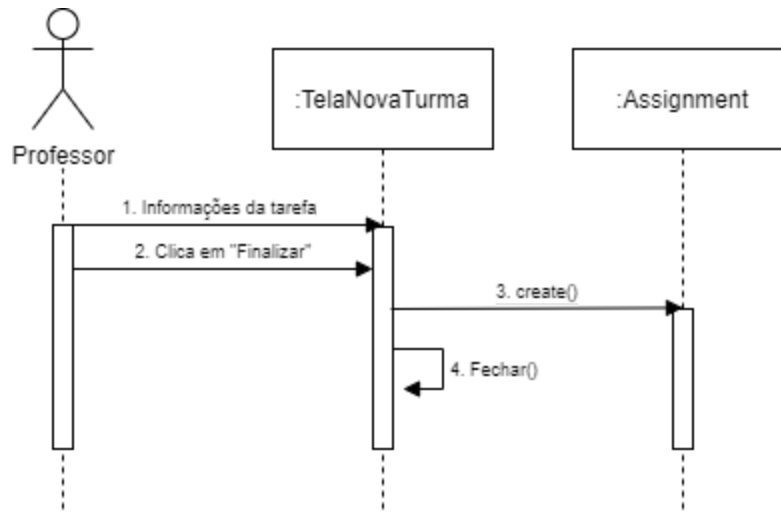 :TelaNovaTurma
:Assignment
Professor
1. Informações da tarefa
2. Clica em "Finalizar"
3. create()
4. Fechar()